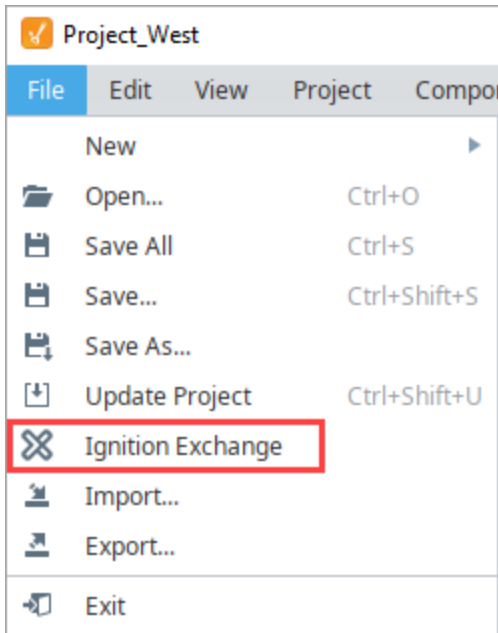 Project_West
File Edit View Project Compo
New
Open... Ctrl+O
Save All Ctrl+S
Save... Ctrl+Shift+S
Save As...
Update Project Ctrl+Shift+U
Ignition Exchange
Import...
Export...
Exit